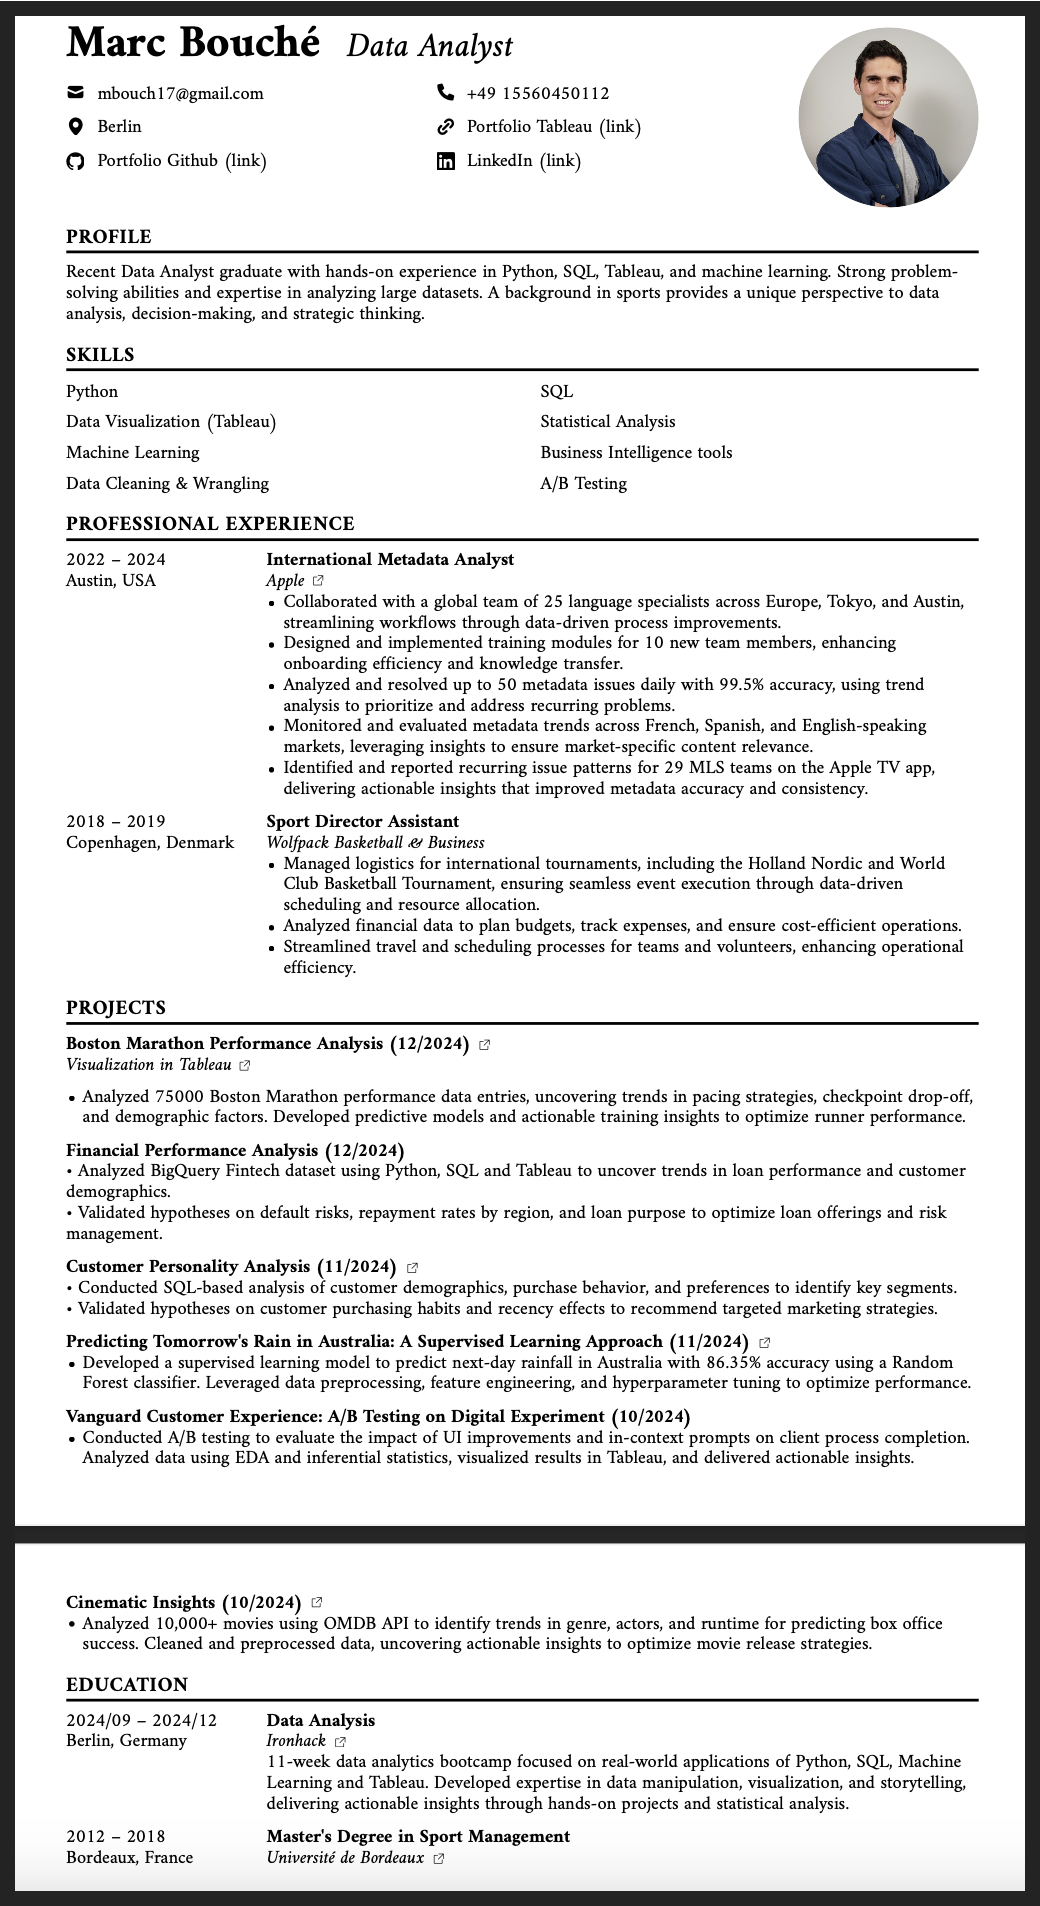 Marc Bouché Data Analyst
mbouch17@gmail.com
+49 15560450112
Berlin
Portfolio Tableau (link)
Portfolio Github (link)
LinkedIn (link)
PROFILE
Recent Data Analyst graduate with hands-on experience in Python, SQL, Tableau, and machine learning. Strong problem-
solving abilities and expertise in analyzing large datasets. A background in sports provides a unique perspective to data
analysis, decision-making, and strategic thinking.
SKILLS
Python
SQL
Data Visualization (Tableau)
Statistical Analysis
Machine Learning
Business Intelligence tools
Data Cleaning & Wrangling
A/B Testing
PROFESSIONAL EXPERIENCE
2022 – 2024
Austin, USA
International Metadata Analyst
Apple
• Collaborated with a global team of 25 language specialists across Europe, Tokyo, and Austin,
streamlining workflows through data-driven process improvements.
• Designed and implemented training modules for 10 new team members, enhancing
onboarding efficiency and knowledge transfer.
• Analyzed and resolved up to 50 metadata issues daily with 99.5% accuracy, using trend
analysis to prioritize and address recurring problems.
• Monitored and evaluated metadata trends across French, Spanish, and English-speaking
markets, leveraging insights to ensure market-specific content relevance.
• Identified and reported recurring issue patterns for 29 MLS teams on the Apple TV app,
delivering actionable insights that improved metadata accuracy and consistency.
2018 – 2019
Copenhagen, Denmark
Sport Director Assistant
Wolfpack Basketball & Business
• Managed logistics for international tournaments, including the Holland Nordic and World
Club Basketball Tournament, ensuring seamless event execution through data-driven
scheduling and resource allocation.
• Analyzed financial data to plan budgets, track expenses, and ensure cost-efficient operations.
• Streamlined travel and scheduling processes for teams and volunteers, enhancing operational
efficiency.
PROJECTS
Boston Marathon Performance Analysis (12/2024)
Visualization in Tableau
• Analyzed 75000 Boston Marathon performance data entries, uncovering trends in pacing strategies, checkpoint drop-off,
and demographic factors. Developed predictive models and actionable training insights to optimize runner performance.
Financial Performance Analysis (12/2024)
• Analyzed BigQuery Fintech dataset using Python, SQL and Tableau to uncover trends in loan performance and customer
demographics.
• Validated hypotheses on default risks, repayment rates by region, and loan purpose to optimize loan offerings and risk
management.
Customer Personality Analysis (11/2024)
• Conducted SQL-based analysis of customer demographics, purchase behavior, and preferences to identify key segments.
• Validated hypotheses on customer purchasing habits and recency effects to recommend targeted marketing strategies.
Predicting Tomorrow's Rain in Australia: A Supervised Learning Approach (11/2024)
• Developed a supervised learning model to predict next-day rainfall in Australia with 86.35% accuracy using a Random
Forest classifier. Leveraged data preprocessing, feature engineering, and hyperparameter tuning to optimize performance.
Vanguard Customer Experience: A/B Testing on Digital Experiment (10/2024)
• Conducted A/B testing to evaluate the impact of UI improvements and in-context prompts on client process completion.
Analyzed data using EDA and inferential statistics, visualized results in Tableau, and delivered actionable insights.
Cinematic Insights (10/2024)
• Analyzed 10,000+ movies using OMDB API to identify trends in genre, actors, and runtime for predicting box office
success. Cleaned and preprocessed data, uncovering actionable insights to optimize movie release strategies.
EDUCATION
2024/09 – 2024/12
Berlin, Germany
Data Analysis
Ironhack
11-week data analytics bootcamp focused on real-world applications of Python, SQL, Machine
Learning and Tableau. Developed expertise in data manipulation, visualization, and storytelling,
delivering actionable insights through hands-on projects and statistical analysis.
2012 – 2018
Bordeaux, France
Master's Degree in Sport Management
Université de Bordeaux